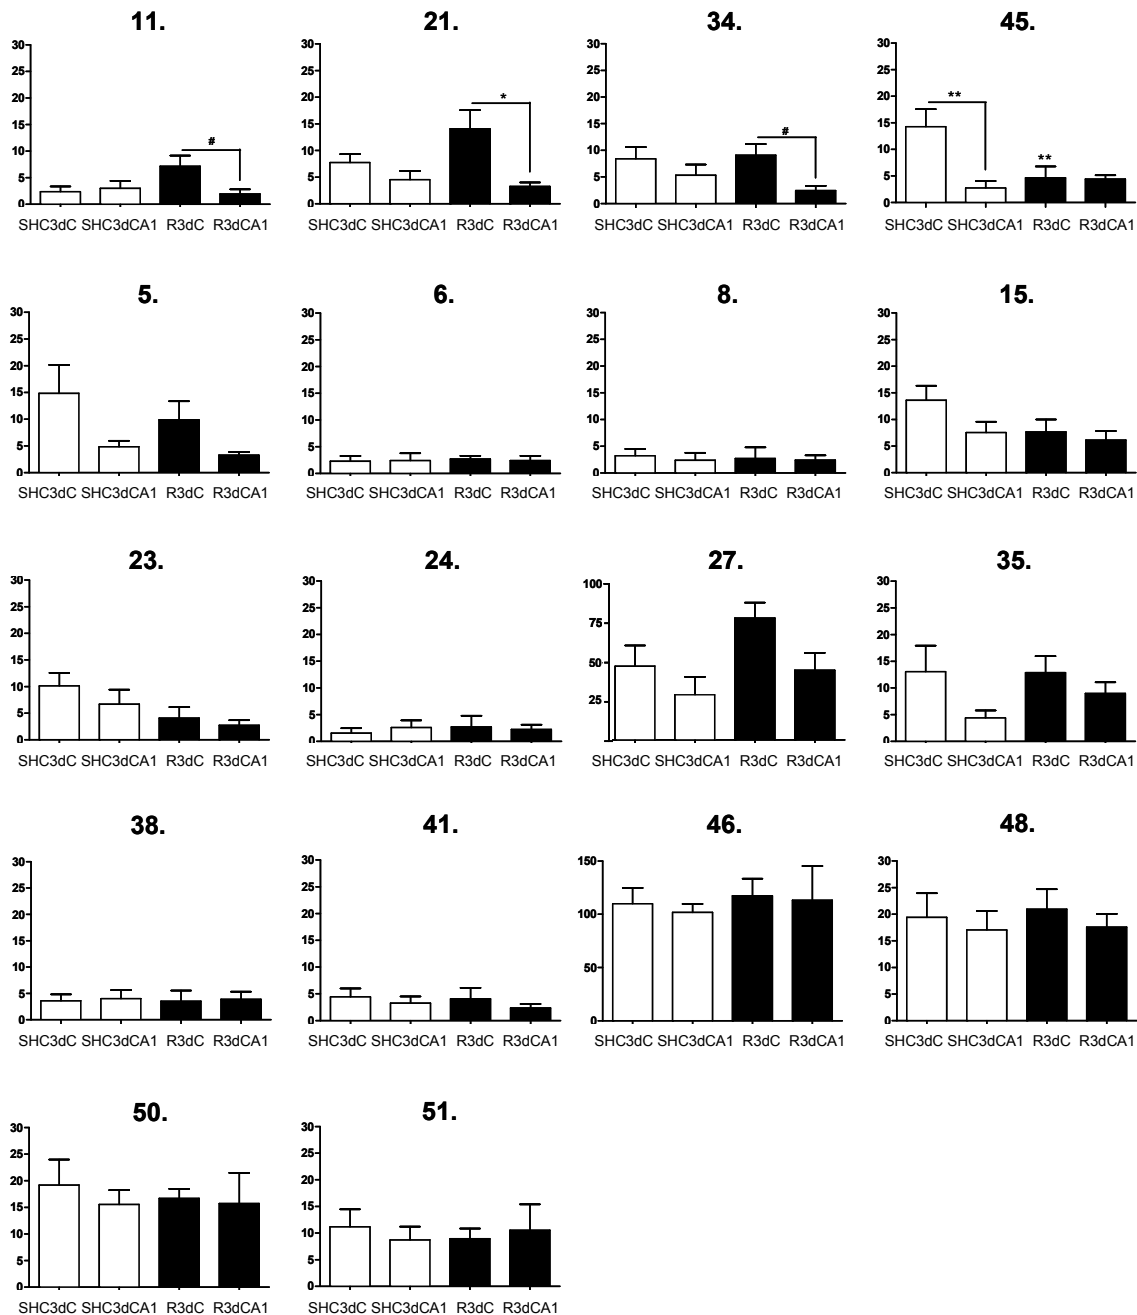 11. 21. 34. 45.
30 30 30 30
25 25 25 25
20 20 20 20
** 
15 * 15 # 15 15
# 
10 10 10 ** 10
5 5 5 5
0 0 0 0
SHC3dC SHC3dCA1 R3dC R3dCA1 SHC3dC SHC3dCA1 R3dC R3dCA1 SHC3dC SHC3dCA1 R3dC R3dCA1 SHC3dC SHC3dCA1 R3dC R3dCA1
5. 6. 8. 15.
30 30 30 30
25 25 25 25
20 20 20 20
15 15 15 15
10 10 10 10
5 5 5 5
0 0 0 0
SHC3dC SHC3dCA1 R3dC R3dCA1 SHC3dC SHC3dCA1 R3dC R3dCA1 SHC3dC SHC3dCA1 R3dC R3dCA1 SHC3dC SHC3dCA1 R3dC R3dCA1
23. 24. 27. 35.
30 30 100 30
25 25 75 25
20 20 20
15 15 50 15
10 10 25 10
5 5 5
0 0 0
SHC3dC SHC3dCA1 R3dC R3dCA1 SHC3dC SHC3dCA1 R3dC R3dCA1 SHC3dC SHC3dCA1 R3dC R3dCA1 SHC3dC SHC3dCA1 R3dC R3dCA1
38. 41. 46. 48.
30 30 150 30
25 25 25
20 20 100 20
15 15 15
10 10 50 10
5 5 5
0 0 0 0
SHC3dC SHC3dCA1 R3dC R3dCA1 SHC3dC SHC3dCA1 R3dC R3dCA1 SHC3dC SHC3dCA1 R3dC R3dCA1 SHC3dC SHC3dCA1 R3dC R3dCA1
50. 51.
30 30
25 25
20 20
15 15
10 10
5 5
0 0
SHC3dC SHC3dCA1 R3dC R3dCA1 SHC3dC SHC3dCA1 R3dC R3dCA1